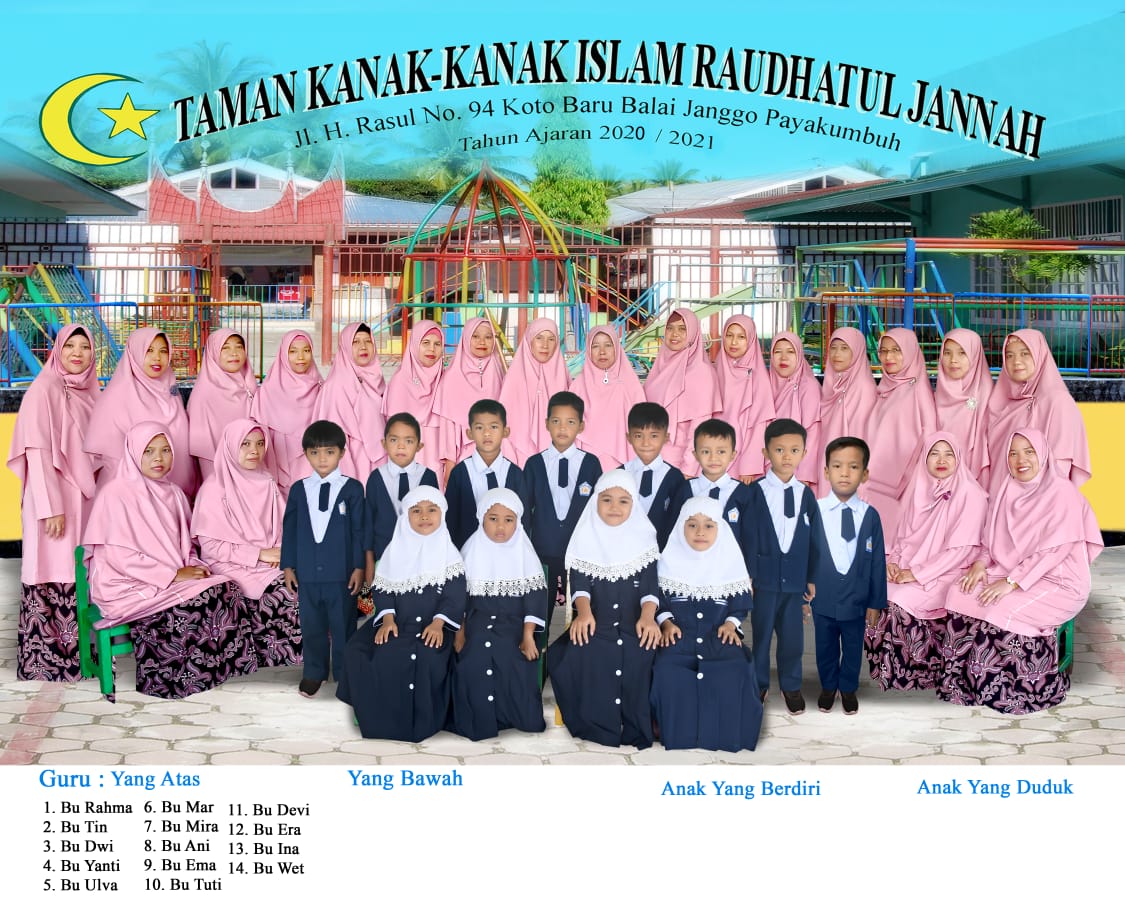 TAMAN KANAK-KANAK ISLAM RAUDHATUL JANNAH
Jl. H. Rasul No. 94 Koto Baru Balai Janggo Payakumbuh
Tahun Ajaran 2020 / 2021
Guru : Yang Atas
1. Bu Rahma
2. Bu Tin
3. Bu Dwi
4. Bu Yanti
5. Bu Ulva
6. Bu Mar
7. Bu Mira
8. Bu Ani
9. Bu Ema
10. Bu Tuti
11. Bu Devi
12. Bu Era
13. Bu Ina
14. Bu Wet
Yang Bawah
Anak Yang Berdiri
Anak Yang Duduk